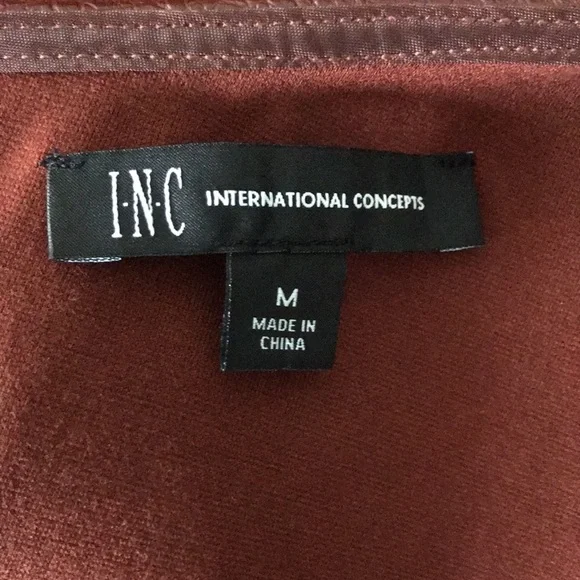 I·N·C INTERNATIONAL CONCEPTS
M
MADE IN
CHINA